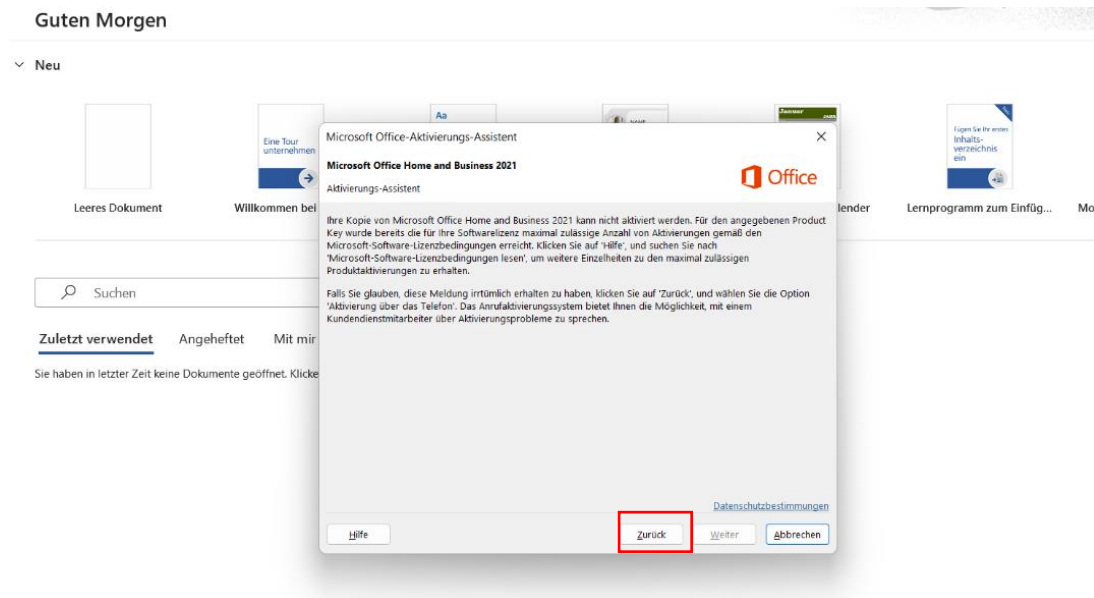 Guten Morgen
Neu
Aa
Eine Tour
unternehmen
Fügen Sie Ihr erstes
Inhalts-
verzeichnis
ein
Leeres Dokument
Willkommen bei
lender
Lernprogramm zum Einfüg...
Mo
Suchen
Zuletzt verwendet Angeheftet Mit mir
Sie haben in letzter Zeit keine Dokumente geöffnet. Klicke
Microsoft Office-Aktivierungs-Assistent
Microsoft Office Home and Business 2021
Aktivierungs-Assistent
Office
Ihre Kopie von Microsoft Office Home and Business 2021 kann nicht aktiviert werden. Für den angegebenen Product
Key wurde bereits die für Ihre Softwarelizenz maximal zulässige Anzahl von Aktivierungen gemäß den
Microsoft-Software-Lizenzbedingungen erreicht. Klicken Sie auf 'Hilfe', und suchen Sie nach
'Microsoft-Software-Lizenzbedingungen lesen', um weitere Einzelheiten zu den maximal zulässigen
Produktaktivierungen zu erhalten.
Falls Sie glauben, diese Meldung irrtümlich erhalten zu haben, klicken Sie auf 'Zurück', und wählen Sie die Option
'Aktivierung über das Telefon'. Das Anrufaktivierungssystem bietet Ihnen die Möglichkeit, mit einem
Kundendienstmitarbeiter über Aktivierungsprobleme zu sprechen.
Datenschutzbestimmungen
Hilfe Zurück Weiter Abbrechen